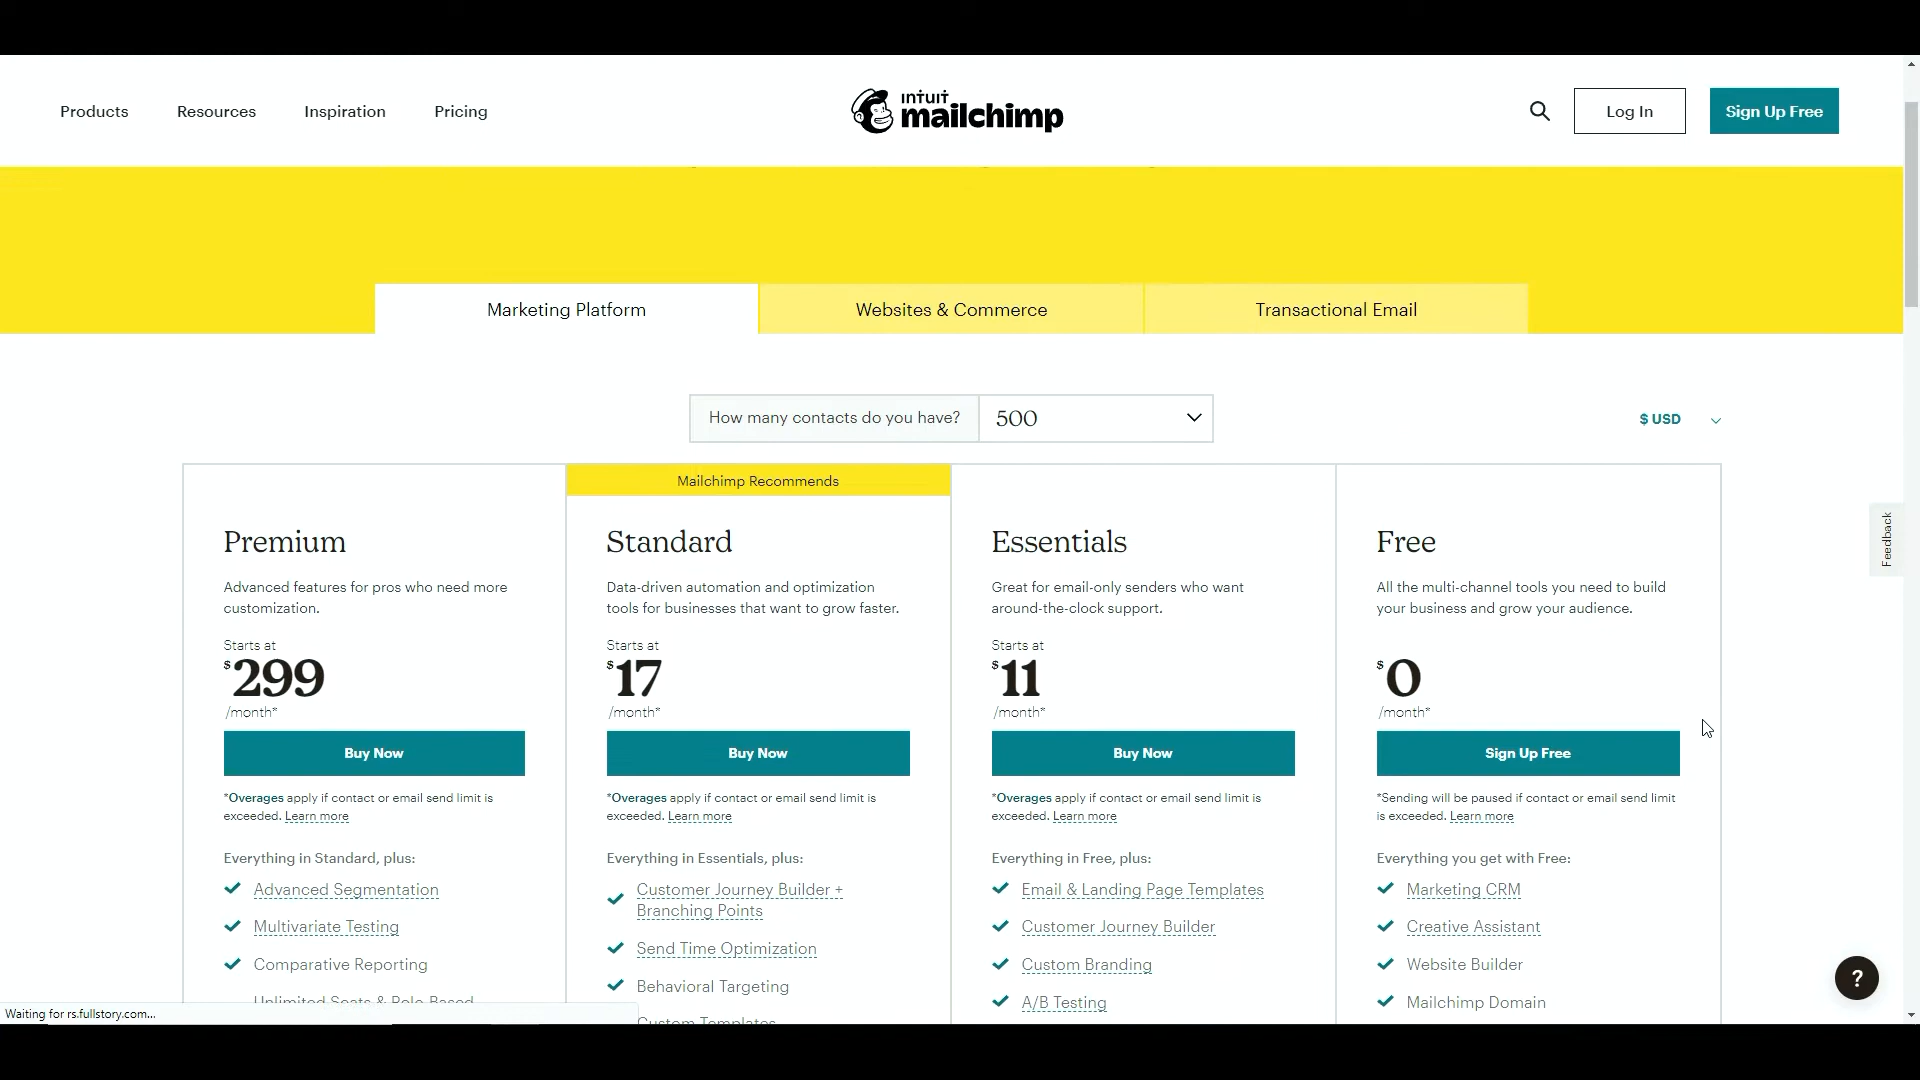 Products Resources Inspiration Pricing
ιντυιτ mailchimp
Log In
Sign Up Free
Marketing Platform
Websites & Commerce
Transactional Email
How many contacts do you have? 500
$ USD
Feedback
Mailchimp Recommends
Premium
Advanced features for pros who need more
customization.
Starts at
$299
/month*
Buy Now
*Overages apply if contact or email send limit is
exceeded. Learn more
Everything in Standard, plus:
Advanced Segmentation
Multivariate Testing
Comparative Reporting
Unlimited Seats & Role-Based
Standard
Data-driven automation and optimization
tools for businesses that want to grow faster.
Starts at
$17
/month*
Buy Now
*Overages apply if contact or email send limit is
exceeded. Learn more
Everything in Essentials, plus:
Customer Journey Builder +
Branching Points
Send Time Optimization
Behavioral Targeting
Custom Templates
Essentials
Great for email-only senders who want
around-the-clock support.
Starts at
$11
/month*
Buy Now
*Overages apply if contact or email send limit is
exceeded. Learn more
Everything in Free, plus:
Email & Landing Page Templates
Customer Journey Builder
Custom Branding
A/B Testing
Free
All the multi-channel tools you need to build
your business and grow your audience.
$0
/month*
Sign Up Free
*Sending will be paused if contact or email send limit
is exceeded. Learn more
Everything you get with Free:
Marketing CRM
Creative Assistant
Website Builder
Mailchimp Domain
?
Waiting for rs.fullstory.com...